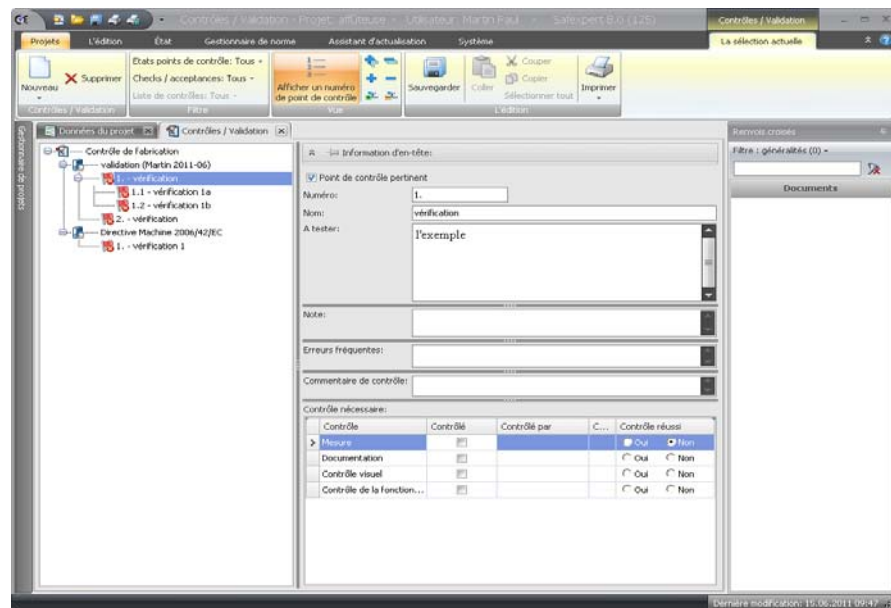 Contrôles / Validation - Projet: affûteuse - Utilisateur: Martin Paul - Safexpert 8.0 (125)
Contrôles / Validation
Projets L'édition État Gestionnaire de norme Assistant d'actualisation Système
La sélection actuelle
Nouveau
Supprimer
Contrôles / Validation
Etats points de contrôle: Tous
Checks / acceptances: Tous
Liste de contrôles: Tous
Filtre
Afficher un numéro de point de contrôle
Vue
Sauvegarder
Coller
Couper
Copier
Sélectionner tout
Imprimer
L'édition
Gestionnaire de projets
Données du projet
Contrôles / Validation
Contrôle de Fabrication
validation (Martin 2011-06)
1. - vérification
1.1 - vérification 1a
1.2 - vérification 1b
2. - vérification
Directive Machine 2006/42/EC
1. - vérification 1
Information d'en-tête:
Point de contrôle pertinent
Numéro: 1.
Nom: vérification
A tester: l'exemple
Note:
Erreurs fréquentes:
Commentaire de contrôle:
Contrôle nécessaire:
Contrôle Contrôlé Contrôlé par C... Contrôle réussi
Mesure Oui Non
Documentation Oui Non
Contrôle visuel Oui Non
Contrôle de la fonction... Oui Non
Renvois croisés
Filtre : généralités (0)
Documents
Dernière modification: 15.06.2011 09:47